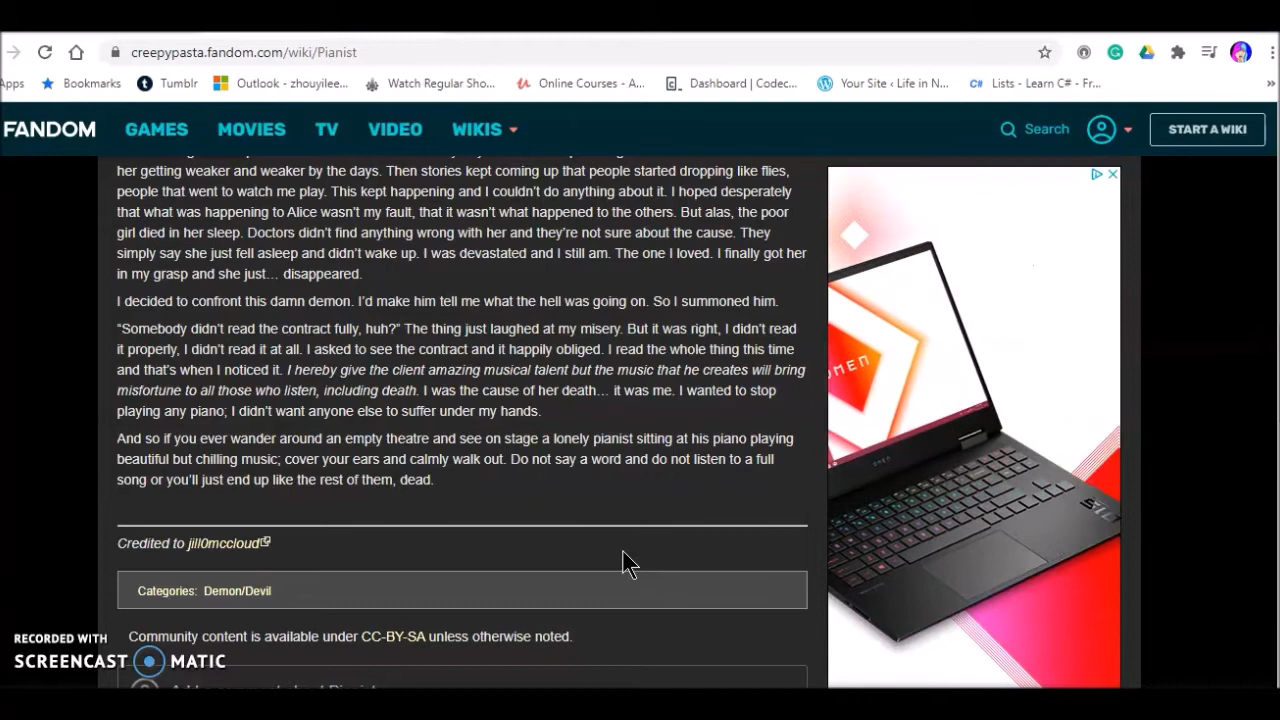 creepypasta.fandom.com/wiki/Pianist
Apps
Bookmarks
Tumblr
Outlook - zhouyilee...
Watch Regular Sho...
Online Courses - A...
Dashboard | Codec...
Your Site ‹ Life in N...
C#
Lists - Learn C# - Fr...
»
FANDOM
GAMES
MOVIES
TV
VIDEO
WIKIS
Search
START A WIKI
her getting weaker and weaker by the days. Then stories kept coming up that people started dropping like flies,
people that went to watch me play. This kept happening and I couldn't do anything about it. I hoped desperately
that what was happening to Alice wasn't my fault, that it wasn't what happened to the others. But alas, the poor
girl died in her sleep. Doctors didn't find anything wrong with her and they're not sure about the cause. They
simply say she just fell asleep and didn't wake up. I was devastated and I still am. The one I loved. I finally got her
in my grasp and she just… disappeared.
I decided to confront this damn demon. I'd make him tell me what the hell was going on. So I summoned him.
“Somebody didn't read the contract fully, huh?” The thing just laughed at my misery. But it was right, I didn't read
it properly, I didn't read it at all. I asked to see the contract and it happily obliged. I read the whole thing this time
and that's when I noticed it. I hereby give the client amazing musical talent but the music that he creates will bring
misfortune to all those who listen, including death. I was the cause of her death… it was me. I wanted to stop
playing any piano; I didn't want anyone else to suffer under my hands.
And so if you ever wander around an empty theatre and see on stage a lonely pianist sitting at his piano playing
beautiful but chilling music; cover your ears and calmly walk out. Do not say a word and do not listen to a full
song or you'll just end up like the rest of them, dead.
Credited to jill0mccloud
Categories: Demon/Devil
Community content is available under CC-BY-SA unless otherwise noted.
OMEN
RECORDED WITH
SCREENCAST MATIC